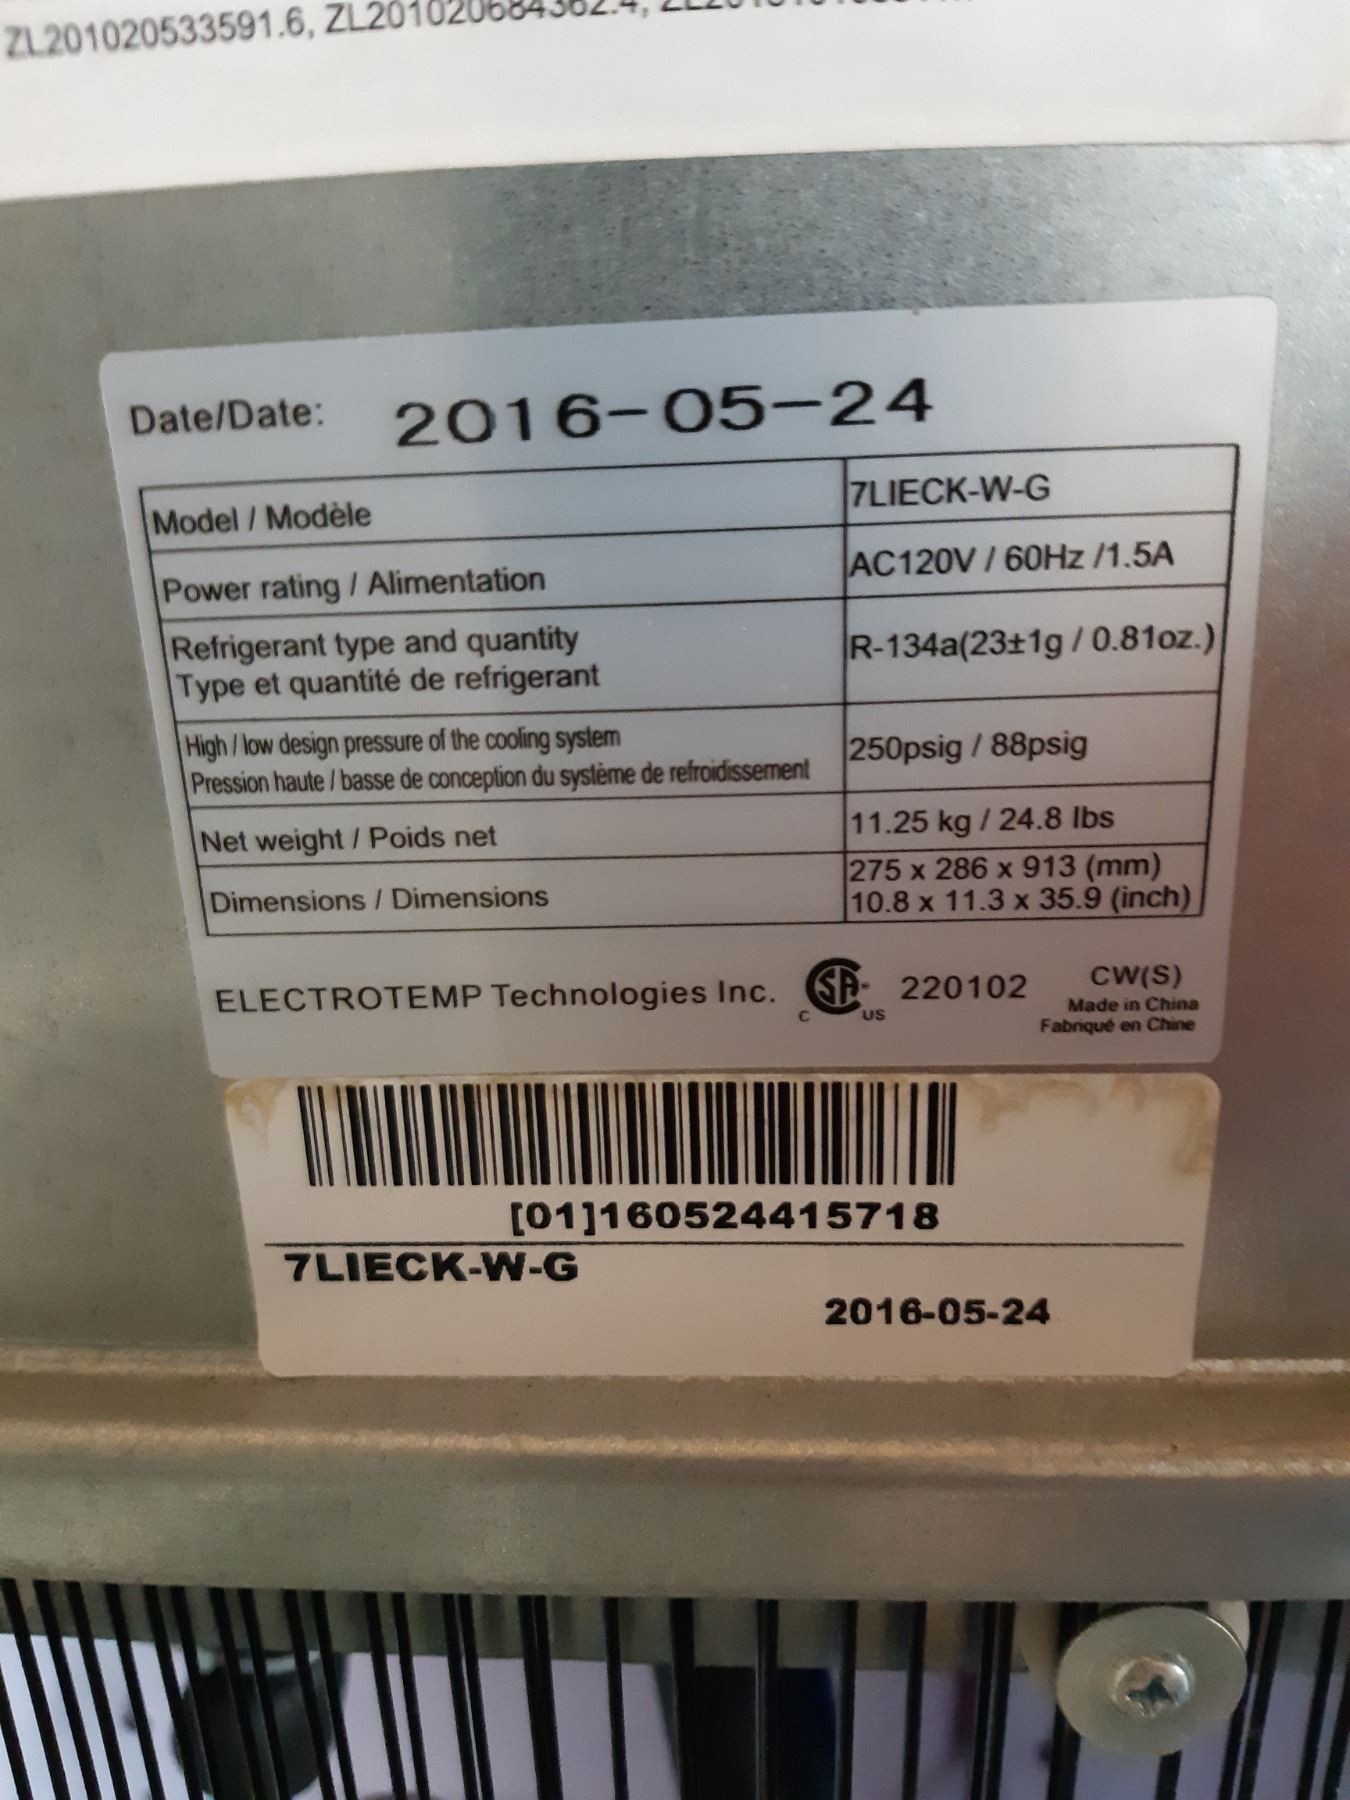 ZL201020533591.6, ZL201020684362.4,
Date/Date: 2016-05-24
Model / Modèle 7LIECK-W-G
Power rating / Alimentation AC120V / 60Hz /1.5A
Refrigerant type and quantity R-134a(23±1g / 0.81oz.)
Type et quantité de refrigerant
High / low design pressure of the cooling system 250psig / 88psig
Pression haute / basse de conception du système de refroidissement
Net weight / Poids net 11.25 kg / 24.8 lbs
Dimensions / Dimensions 275 x 286 x 913 (mm)
10.8 x 11.3 x 35.9 (inch)
ELECTROTEMP Technologies Inc. C SA US 220102 CW(S)
Made in China
Fabriqué en Chine
[01]160524415718
7LIECK-W-G
2016-05-24